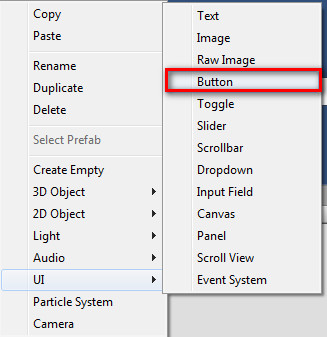 Copy
Paste
Rename
Duplicate
Delete
Select Prefab
Create Empty
3D Object
2D Object
Light
Audio
UI
Particle System
Camera
Text
Image
Raw Image
Button
Toggle
Slider
Scrollbar
Dropdown
Input Field
Canvas
Panel
Scroll View
Event System